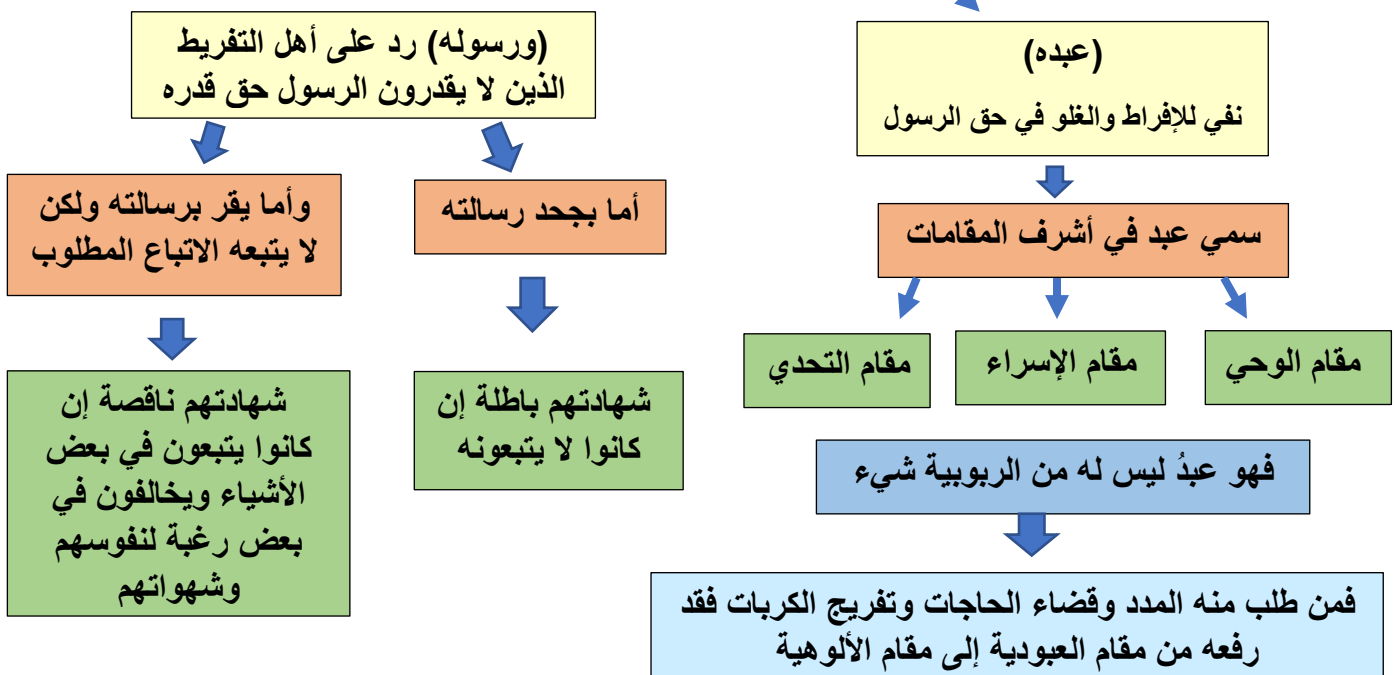 (عبده)
نفي للإفراط والغلو في حق الرسول
سمي عبد في أشرف المقامات
مقام الوحي
مقام الإسراء
مقام التحدي
فهو عبدُ ليس له من الربوبية شيء
فمن طلب منه المدد وقضاء الحاجات وتفريج الكربات فقد
رفعه من مقام العبودية إلى مقام الألوهية
(ورسوله) رد على أهل التفريط
الذين لا يقدرون الرسول حق قدره
أما بجحد رسالته
شهادتهم باطلة إن
كانوا لا يتبعونه
وأما يقر برسالته ولكن
لا يتبعه الاتباع المطلوب
شهادتهم ناقصة إن
كانوا يتبعون في بعض
الأشياء ويخالفون في
بعض رغبة لنفوسهم
وشهواتهم